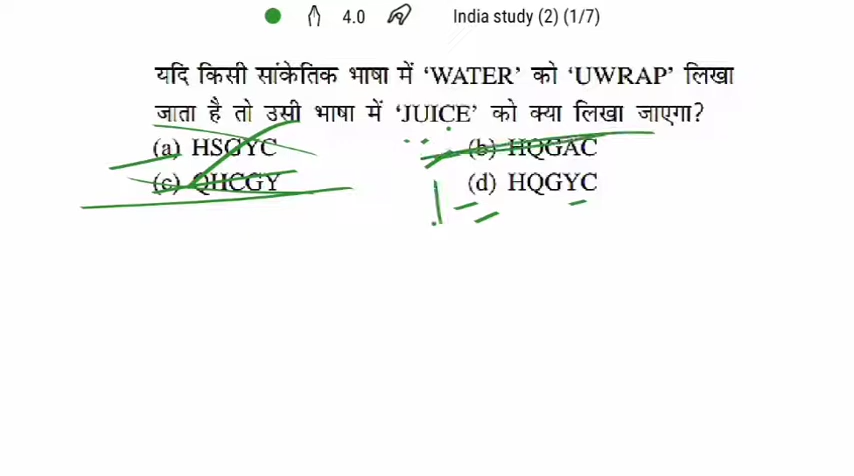 4.0 India study (2) (1/7)
यदि किसी सांकेतिक भाषा में ‘WATER’ को ‘UWRAP’ लिखा
जाता है तो उसी भाषा में ‘JUICE’ को क्या लिखा जाएगा?
(a) HSGYC (b) HQGAC
(c) QHCGY (d) HQGYC